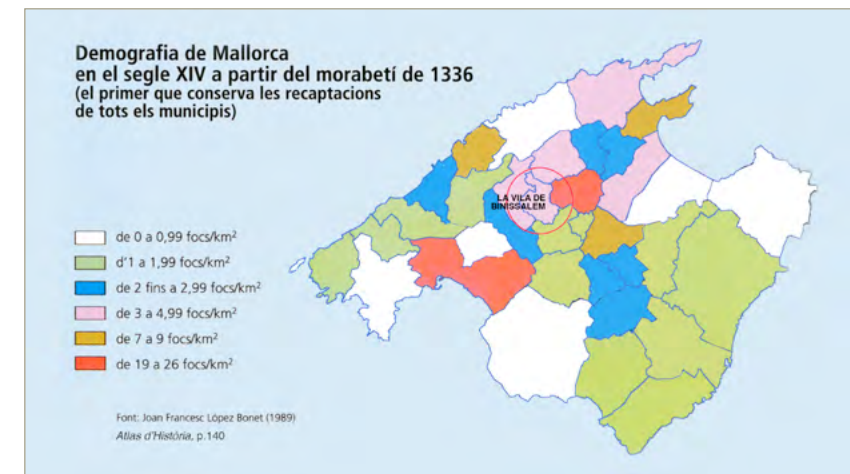 Demografia de Mallorca
en el segle XIV a partir del morabetí de 1336
(el primer que conserva les recaptacions
de tots els municipis)
LA VILA DE
BINISSALEM
de 0 a 0,99 focs/km²
d'1 a 1,99 focs/km²
de 2 fins a 2,99 focs/km²
de 3 a 4,99 focs/km²
de 7 a 9 focs/km²
de 19 a 26 focs/km²
Font: Joan Francesc López Bonet (1989)
Atlas d'Història, p.140